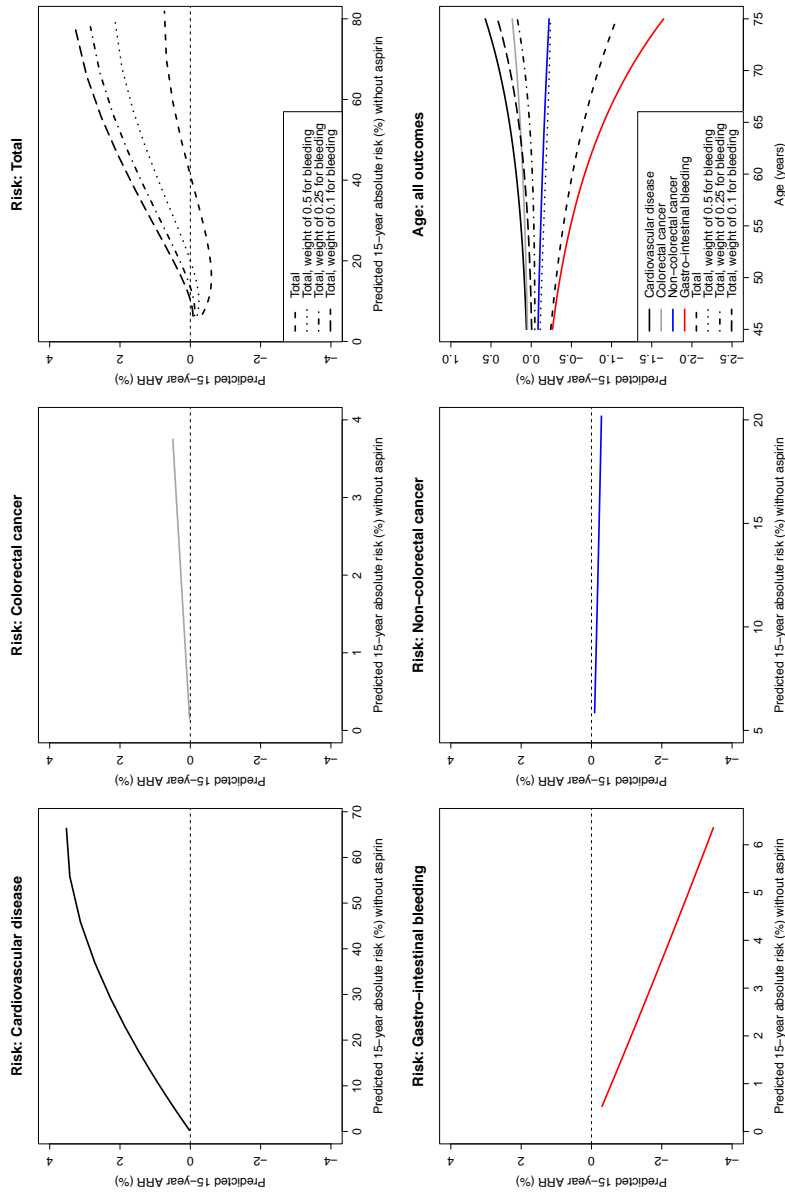 Risk: Cardiovascular disease
Predicted 15−year ARR (%)
4
2
0
−2
−4
0 10 20 30 40 50 60 70
Predicted 15−year absolute risk (%) without aspirin
Risk: Colorectal cancer
Predicted 15−year ARR (%)
4
2
0
−2
−4
0 1 2 3 4
Predicted 15−year absolute risk (%) without aspirin
Risk: Total
Predicted 15−year ARR (%)
4
2
0
−2
−4
Total
Total, weight of 0.5 for bleeding
Total, weight of 0.25 for bleeding
Total, weight of 0.1 for bleeding
0 20 40 60 80
Predicted 15−year absolute risk (%) without aspirin
Risk: Gastro−intestinal bleeding
Predicted 15−year ARR (%)
4
2
0
−2
−4
0 1 2 3 4 5 6
Predicted 15−year absolute risk (%) without aspirin
Risk: Non−colorectal cancer
Predicted 15−year ARR (%)
4
2
0
−2
−4
5 10 15 20
Predicted 15−year absolute risk (%) without aspirin
Age: all outcomes
Predicted 15−year ARR (%)
1.0
0.5
0.0
−0.5
−1.0
−1.5
−2.0
−2.5
Cardiovascular disease
Colorectal cancer
Non−colorectal cancer
Gastro−intestinal bleeding
Total
Total, weight of 0.5 for bleeding
Total, weight of 0.25 for bleeding
Total, weight of 0.1 for bleeding
45 50 55 60 65 70 75
Age (years)